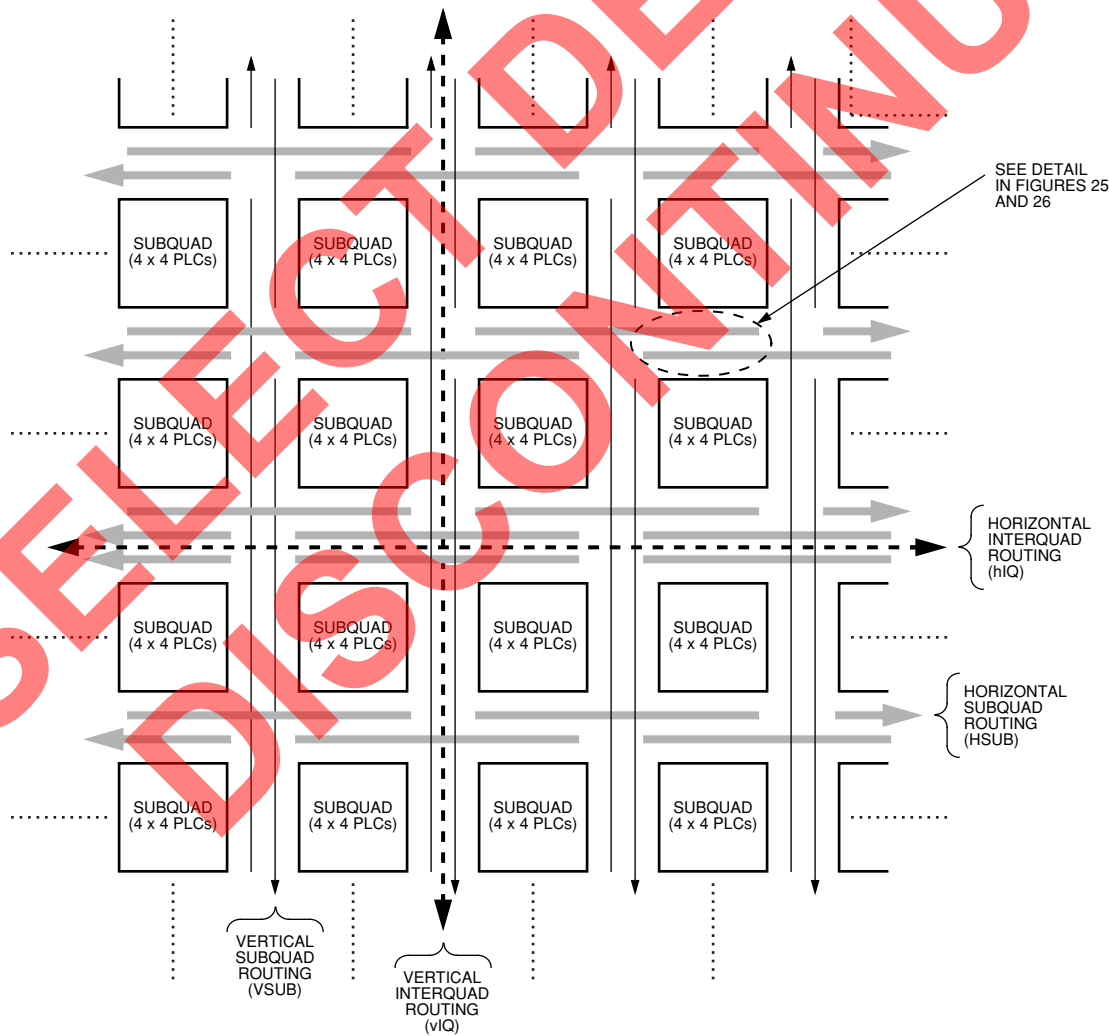 SELECT DE
DISCONTINU
SEE DETAIL
IN FIGURES 25
AND 26
SUBQUAD
(4 x 4 PLCs)
SUBQUAD
(4 x 4 PLCs)
SUBQUAD
(4 x 4 PLCs)
SUBQUAD
(4 x 4 PLCs)
SUBQUAD
(4 x 4 PLCs)
SUBQUAD
(4 x 4 PLCs)
SUBQUAD
(4 x 4 PLCs)
SUBQUAD
(4 x 4 PLCs)
HORIZONTAL
INTERQUAD
ROUTING
(hIQ)
SUBQUAD
(4 x 4 PLCs)
SUBQUAD
(4 x 4 PLCs)
SUBQUAD
(4 x 4 PLCs)
SUBQUAD
(4 x 4 PLCs)
HORIZONTAL
SUBQUAD
ROUTING
(HSUB)
SUBQUAD
(4 x 4 PLCs)
SUBQUAD
(4 x 4 PLCs)
SUBQUAD
(4 x 4 PLCs)
SUBQUAD
(4 x 4 PLCs)
VERTICAL
SUBQUAD
ROUTING
(VSUB)
VERTICAL
INTERQUAD
ROUTING
(vIQ)